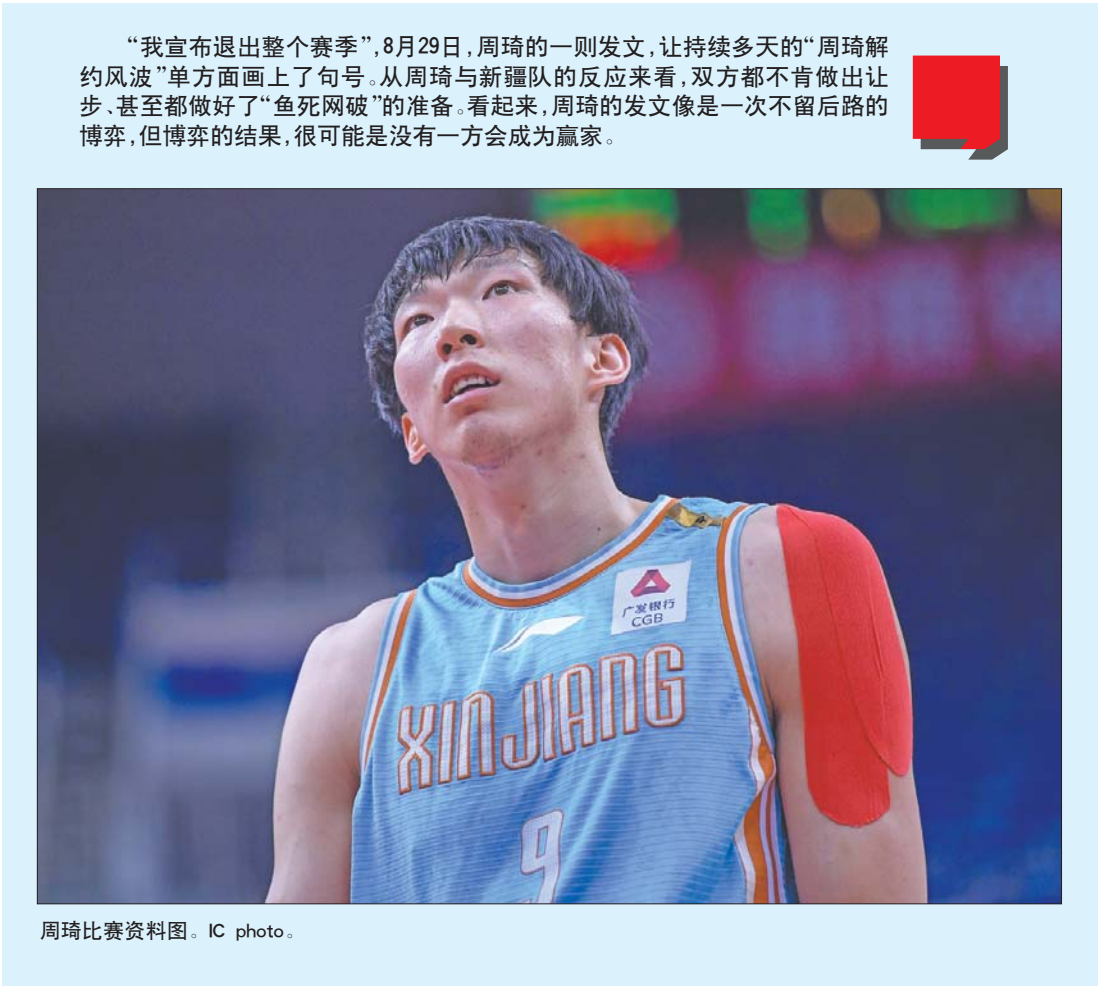 “我宣布退出整个赛季”,8月29日,周琦的一则发文,让持续多天的“周琦解
约风波”单方面画上了句号。从周琦与新疆队的反应来看,双方都不肯做出让
步、甚至都做好了“鱼死网破”的准备。看起来,周琦的发文像是一次不留后路的
博弈,但博弈的结果,很可能是没有一方会成为赢家。
广发银行
CGB
XINJIANG
9
周琦比赛资料图。IC photo。